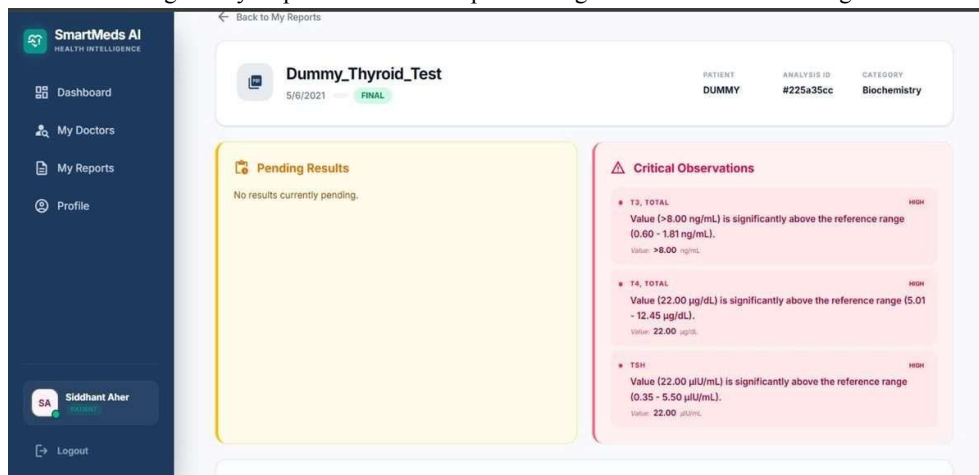 SmartMeds AI
HEALTH INTELLIGENCE
Dashboard
My Doctors
My Reports
Profile
SA
Siddhant Aher
PATIENT
Logout
Back to My Reports
Dummy_Thyroid_Test
5/6/2021
FINAL
PATIENT
DUMMY
ANALYSIS ID
#225a35cc
CATEGORY
Biochemistry
Pending Results
No results currently pending.
Critical Observations
T3, TOTAL
HIGH
Value (>8.00 ng/mL) is significantly above the reference range
(0.60 - 1.81 ng/mL).
Value: >8.00 ng/mL
T4, TOTAL
HIGH
Value (22.00 µg/dL) is significantly above the reference range (5.01
- 12.45 µg/dL).
Value: 22.00 µg/dL
TSH
HIGH
Value (22.00 µIU/mL) is significantly above the reference range
(0.35 - 5.50 µIU/mL).
Value: 22.00 µIU/mL